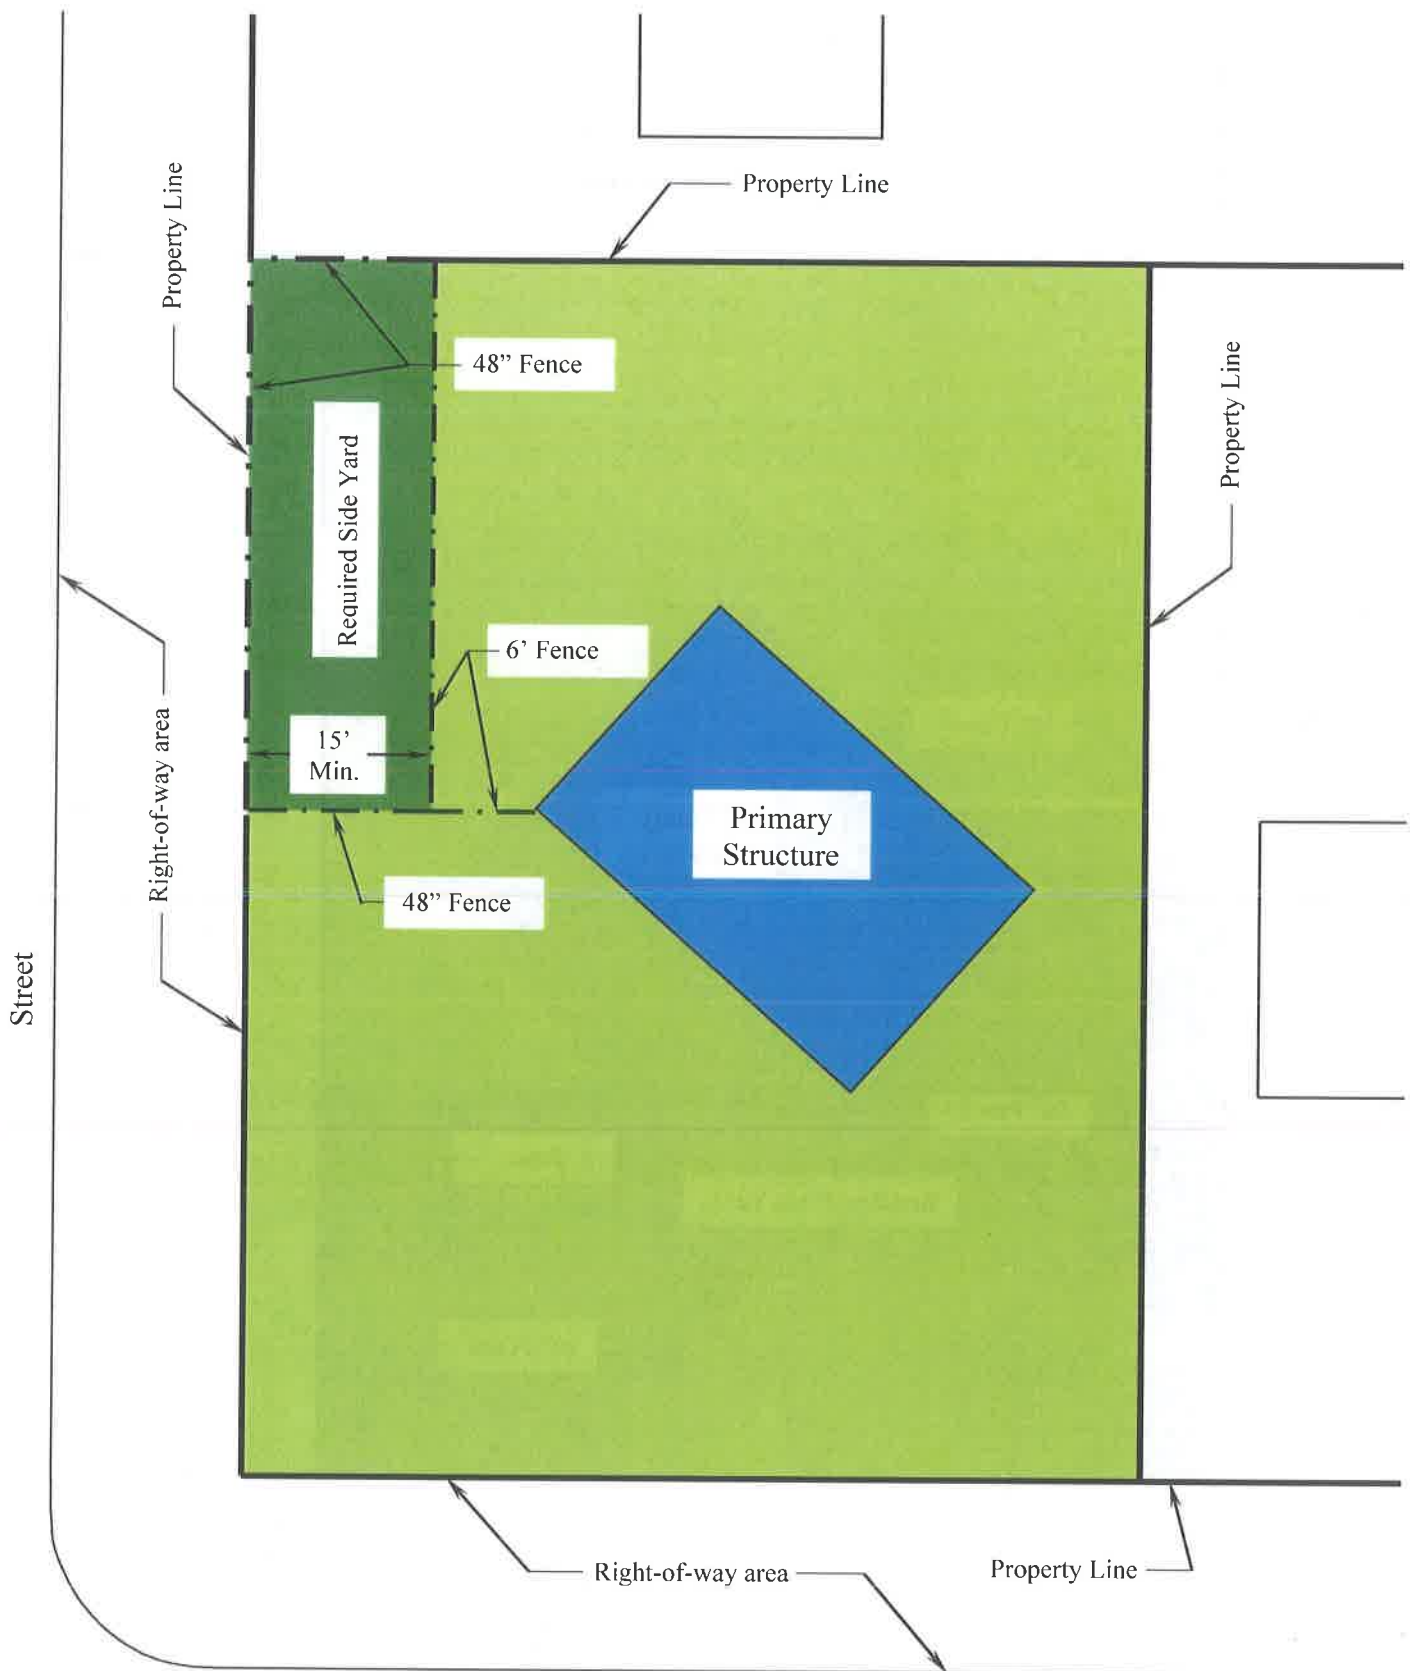 Property Line
Property Line
48” Fence
Property Line
Required Side Yard
6’ Fence
15’
Min.
Right-of-way area
Primary
Structure
48” Fence
Street
Right-of-way area
Property Line